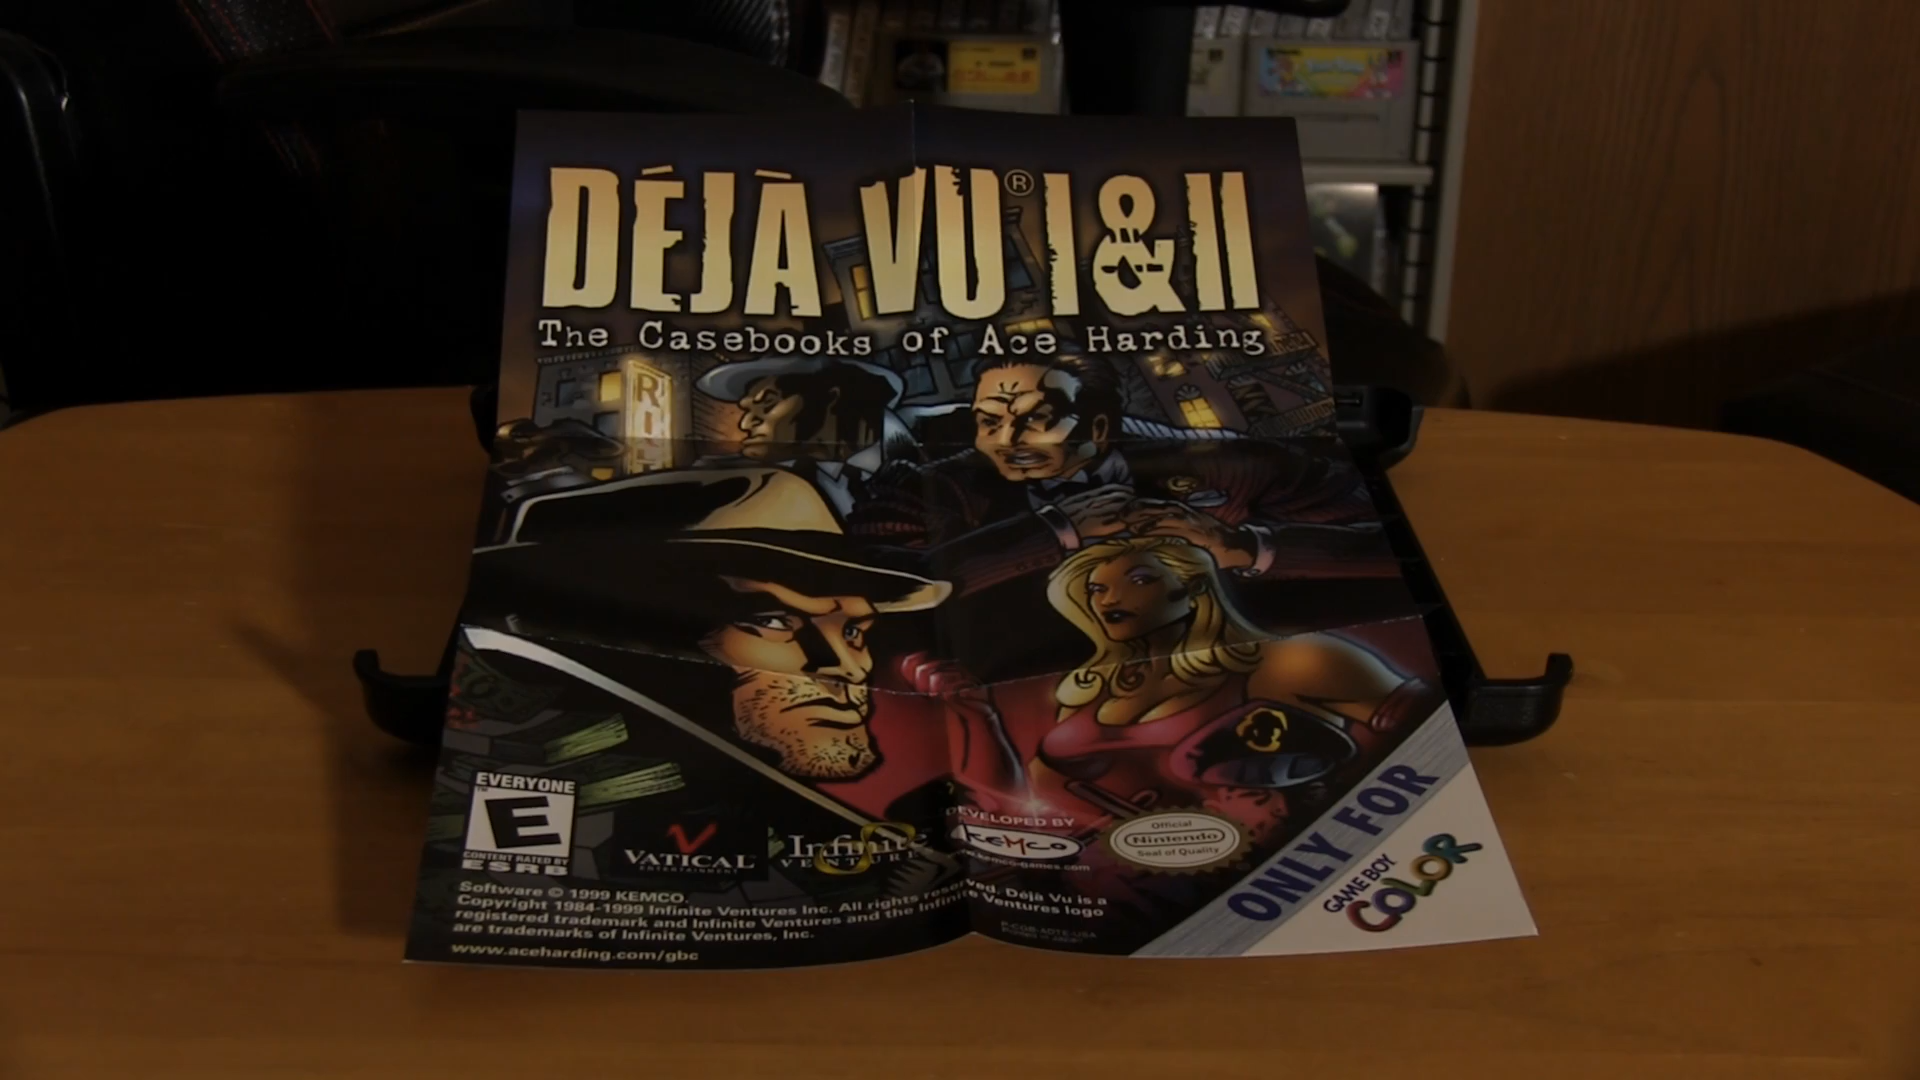 DÉJÀ VU® I & II
The Casebooks of Ace Harding
EVERYONE
E
CONTENT RATED BY
ESRB
VATICAL
ENTERTAINMENT
Infinite
VENTURES
DEVELOPED BY
KEMCO
www.kemco-games.com
Official
Nintendo
Seal of Quality
ONLY FOR
GAME BOY
COLOR
Software © 1999 KEMCO.
Copyright 1984-1999 Infinite Ventures Inc. All rights reserved. Déjà Vu is a
registered trademark and Infinite Ventures and the Infinite Ventures logo
are trademarks of Infinite Ventures, Inc.
www.aceharding.com/gbc